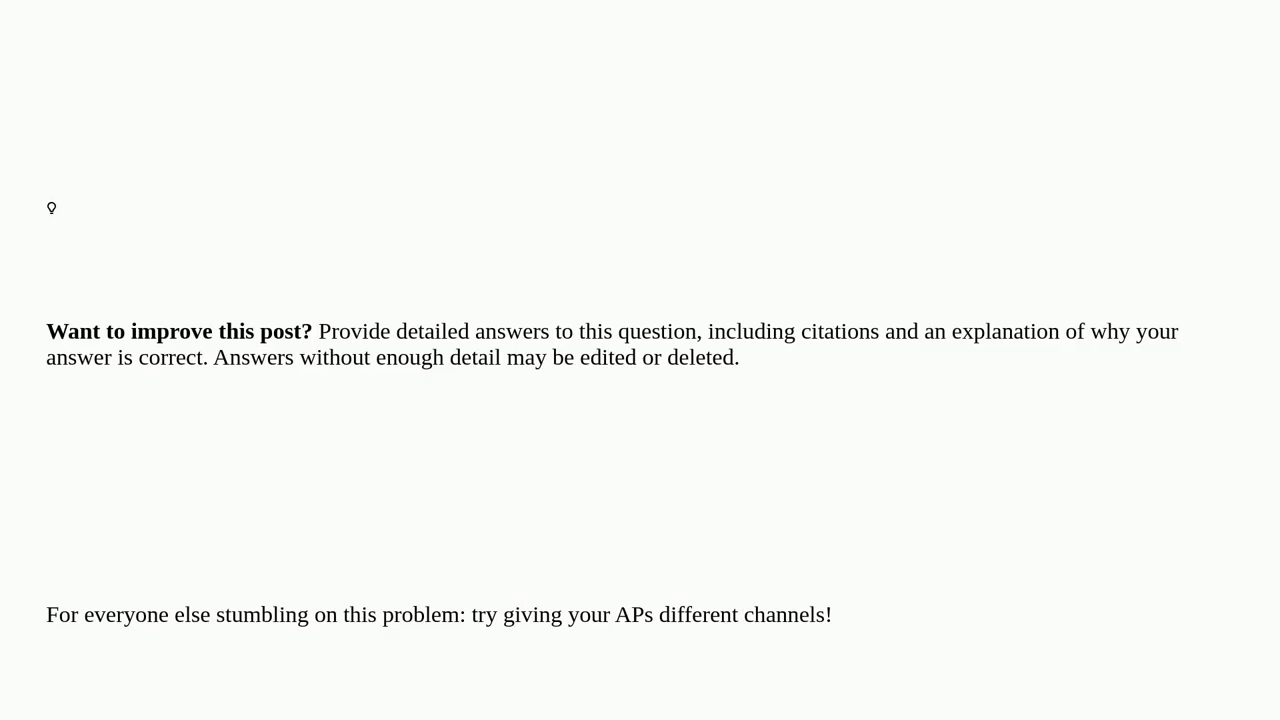 Want to improve this post? Provide detailed answers to this question, including citations and an explanation of why your
answer is correct. Answers without enough detail may be edited or deleted.
For everyone else stumbling on this problem: try giving your APs different channels!